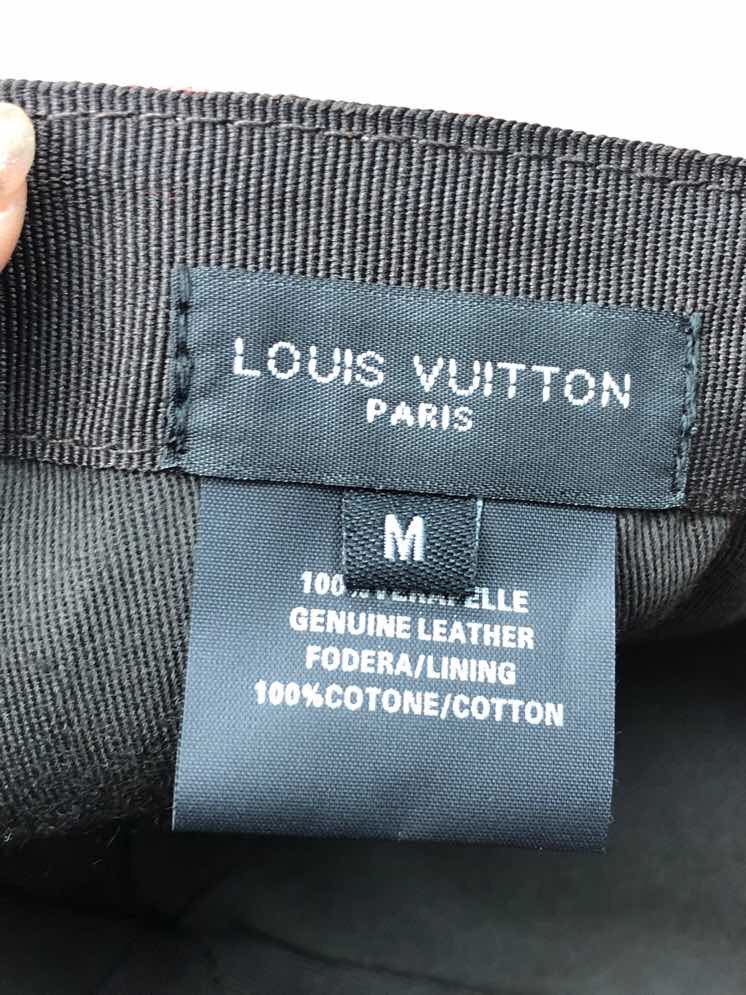 LOUIS VUITTON
PARIS
M
GENUINE LEATHER
FODERA/LINING
100%COTONE/COTTON